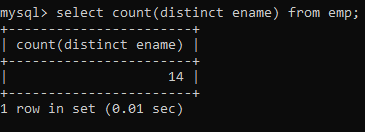 mysql> select count(distinct ename) from emp;
+-----------------------+
| count(distinct ename) |
+-----------------------+
|                    14 |
+-----------------------+
1 row in set (0.01 sec)